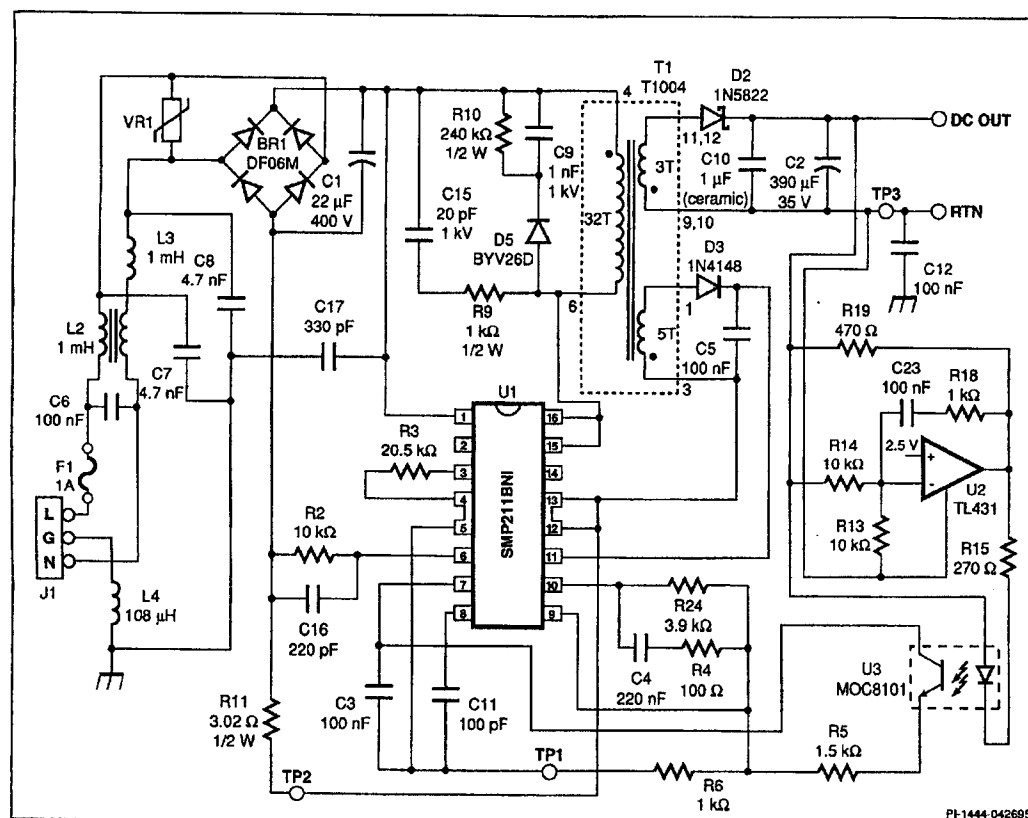 T1
T1004
D2
1N5822
4
VR1
BR1
DF06M
R10
240 kΩ
1/2 W
C9
1 nF
1 kV
11,12
DC OUT
3T
C10
1 µF
(ceramic)
C2
390 µF
35 V
C1
22 µF
400 V
C15
20 pF
1 kV
32T
TP3
RTN
9,10
L3
1 mH
C8
4.7 nF
D5
BYV26D
D3
1N4148
C12
100 nF
6
1
L2
1 mH
C17
330 pF
R9
1 kΩ
1/2 W
5T
C5
100 nF
3
R19
470 Ω
C7
4.7 nF
C6
100 nF
U1
C23
100 nF
R18
1 kΩ
R3
20.5 kΩ
F1
1A
L
G
N
J1
1
2
3
4
5
6
7
8
SMP211BNI
16
15
14
13
12
11
10
9
R14
10 kΩ
2.5 V
+
-
U2
TL431
R2
10 kΩ
R13
10 kΩ
R15
270 Ω
L4
108 µH
C16
220 pF
R24
3.9 kΩ
C4
220 nF
R4
100 Ω
U3
MOC8101
R11
3.02 Ω
1/2 W
C3
100 nF
C11
100 pF
TP2
TP1
R6
1 kΩ
R5
1.5 kΩ
PI-1444-042695